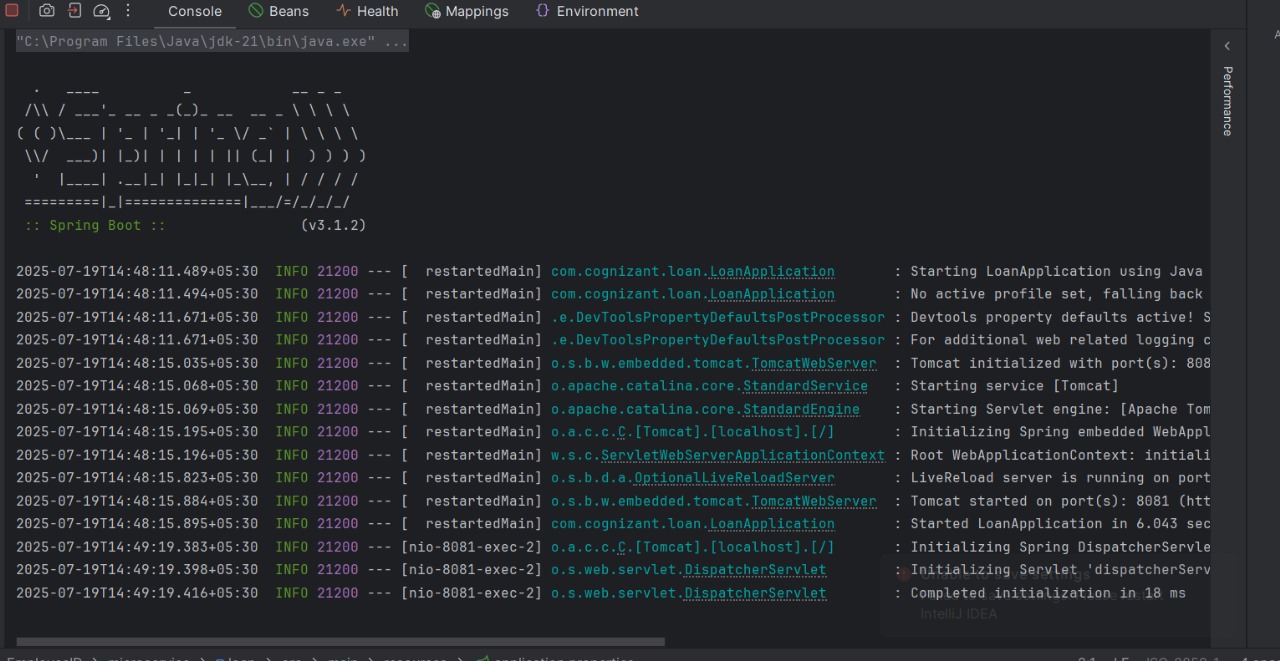 Console Beans Health Mappings Environment
"C:\Program Files\Java\jdk-21\bin\java.exe" ...
Performance
  .   ____          _            __ _ _
 /\\ / ___'_ __ _ _(_)_ __  __ _ \ \ \ \
( ( )\___ | '_ | '_| | '_ \/ _` | \ \ \ \
 \\/  ___)| |_)| | | | | || (_| |  ) ) ) )
  '  |____| .__|_| |_|_| |_\__, | / / / /
 =========|_|==============|___/=/_/_/_/
:: Spring Boot :: (v3.1.2)
2025-07-19T14:48:11.489+05:30 INFO 21200 --- [ restartedMain] com.cognizant.loan.LoanApplication : Starting LoanApplication using Java
2025-07-19T14:48:11.494+05:30 INFO 21200 --- [ restartedMain] com.cognizant.loan.LoanApplication : No active profile set, falling back
2025-07-19T14:48:11.671+05:30 INFO 21200 --- [ restartedMain] .e.DevToolsPropertyDefaultsPostProcessor : Devtools property defaults active! S
2025-07-19T14:48:11.671+05:30 INFO 21200 --- [ restartedMain] .e.DevToolsPropertyDefaultsPostProcessor : For additional web related logging c
2025-07-19T14:48:15.035+05:30 INFO 21200 --- [ restartedMain] o.s.b.w.embedded.tomcat.TomcatWebServer : Tomcat initialized with port(s): 808
2025-07-19T14:48:15.068+05:30 INFO 21200 --- [ restartedMain] o.apache.catalina.core.StandardService : Starting service [Tomcat]
2025-07-19T14:48:15.069+05:30 INFO 21200 --- [ restartedMain] o.apache.catalina.core.StandardEngine : Starting Servlet engine: [Apache Tom
2025-07-19T14:48:15.195+05:30 INFO 21200 --- [ restartedMain] o.a.c.c.C.[Tomcat].[localhost].[/] : Initializing Spring embedded WebAppl
2025-07-19T14:48:15.196+05:30 INFO 21200 --- [ restartedMain] w.s.c.ServletWebServerApplicationContext : Root WebApplicationContext: initiali
2025-07-19T14:48:15.823+05:30 INFO 21200 --- [ restartedMain] o.s.b.d.a.OptionalLiveReloadServer : LiveReload server is running on port
2025-07-19T14:48:15.884+05:30 INFO 21200 --- [ restartedMain] o.s.b.w.embedded.tomcat.TomcatWebServer : Tomcat started on port(s): 8081 (htt
2025-07-19T14:48:15.895+05:30 INFO 21200 --- [ restartedMain] com.cognizant.loan.LoanApplication : Started LoanApplication in 6.043 sec
2025-07-19T14:49:19.383+05:30 INFO 21200 --- [nio-8081-exec-2] o.a.c.c.C.[Tomcat].[localhost].[/] : Initializing Spring DispatcherServle
2025-07-19T14:49:19.398+05:30 INFO 21200 --- [nio-8081-exec-2] o.s.web.servlet.DispatcherServlet : Initializing Servlet 'dispatcherServ
Unable to save settings
2025-07-19T14:49:19.416+05:30 INFO 21200 --- [nio-8081-exec-2] o.s.web.servlet.DispatcherServlet : Completed initialization in 18 ms
IntelliJ IDEA